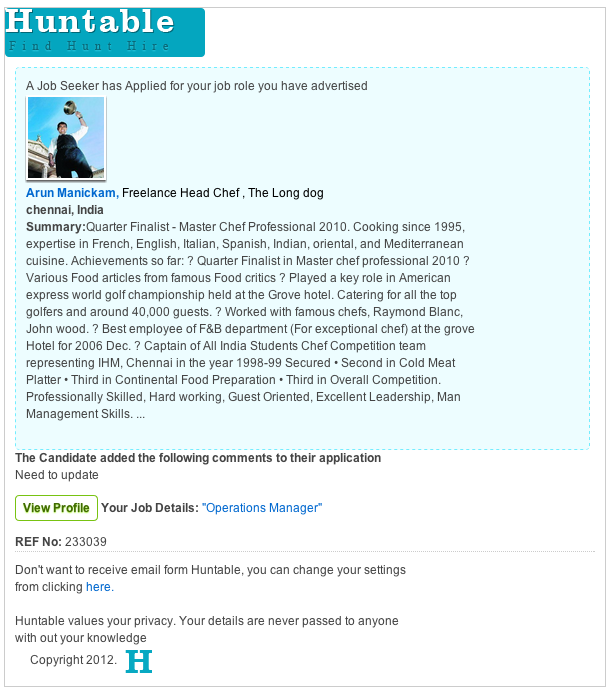 Huntable
Find Hunt Hire
A Job Seeker has Applied for your job role you have advertised
Arun Manickam, Freelance Head Chef , The Long dog
chennai, India
Summary:Quarter Finalist - Master Chef Professional 2010. Cooking since 1995,
expertise in French, English, Italian, Spanish, Indian, oriental, and Mediterranean
cuisine. Achievements so far: ? Quarter Finalist in Master chef professional 2010 ?
Various Food articles from famous Food critics ? Played a key role in American
express world golf championship held at the Grove hotel. Catering for all the top
golfers and around 40,000 guests. ? Worked with famous chefs, Raymond Blanc,
John wood. ? Best employee of F&B department (For exceptional chef) at the grove
Hotel for 2006 Dec. ? Captain of All India Students Chef Competition team
representing IHM, Chennai in the year 1998-99 Secured • Second in Cold Meat
Platter • Third in Continental Food Preparation • Third in Overall Competition.
Professionally Skilled, Hard working, Guest Oriented, Excellent Leadership, Man
Management Skills. ...
The Candidate added the following comments to their application
Need to update
View Profile Your Job Details: "Operations Manager"
REF No: 233039
Don't want to receive email form Huntable, you can change your settings
from clicking here.
Huntable values your privacy. Your details are never passed to anyone
with out your knowledge
Copyright 2012. H